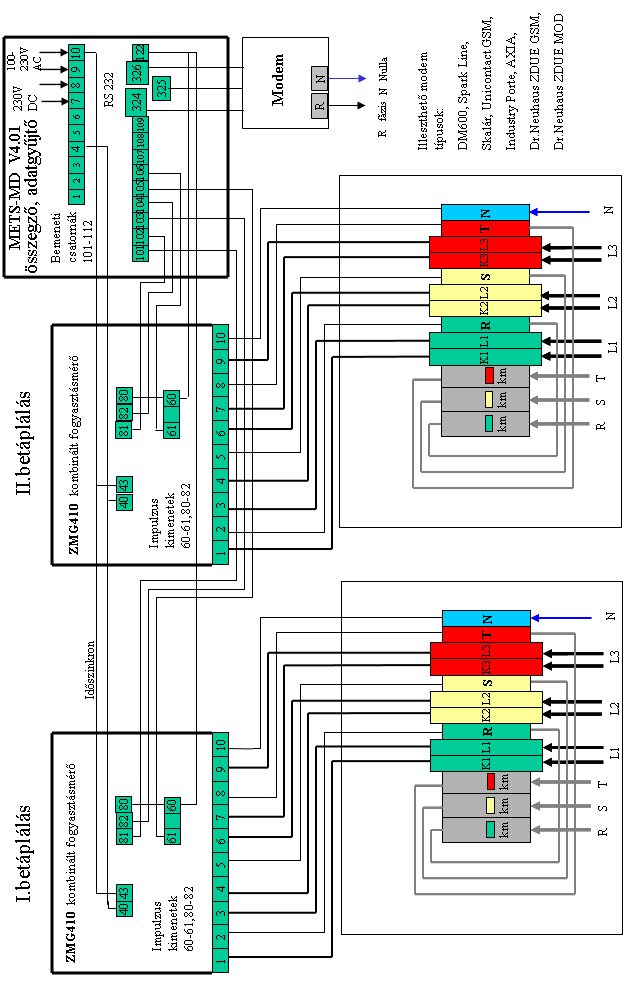 I.betáplálás
ZMG410 kombinált fogyasztásmérő
40 43
81 82 80
61 60
Impulzus
kimenetek
60-61,80-82
1 2 3 4 5 6 7 8 9 10
Időszinkron
II.betáplálás
ZMG410 kombinált fogyasztásmérő
40 43
81 82 80
61 60
Impulzus
kimenetek
60-61,80-82
1 2 3 4 5 6 7 8 9 10
METS-MD V4.01
összegző, adatgyűjtő
Bemeneti
csatornák
101-112
1 2 3 4 5 6 7 8 9 10
230V
DC
100-
230V
AC
RS 232
101 102 103 104 105 106 107 108 109
324 326 122
325
Modem
R N
R fázis N Nulla
Illeszthető modem
típusok:
DM600, Spark Line,
Skalár, Unicontact GSM,
Industry Porte, AXIA,
Dr.Neuhaus ZDUE GSM,
Dr.Neuhaus ZDUE MOD
km km km K1 L1 R K2 L2 S K3 L3 T N
R S T L1 L2 L3 N
km km km K1 L1 R K2 L2 S K3 L3 T N
R S T L1 L2 L3 N